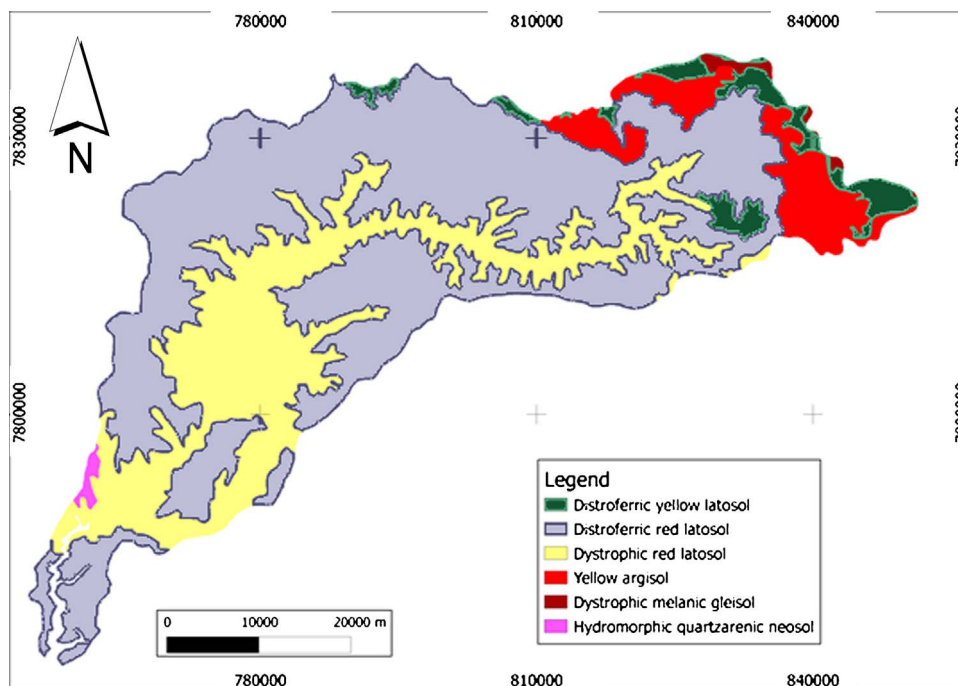 780000 810000 840000
N
7830000
7800000
Legend
Distroferric yellow latosol
Distroferric red latosol
Dystrophic red latosol
Yellow argisol
Dystrophic melanic gleisol
Hydromorphic quartzarenic neosol
0 10000 20000 m
780000 810000 840000